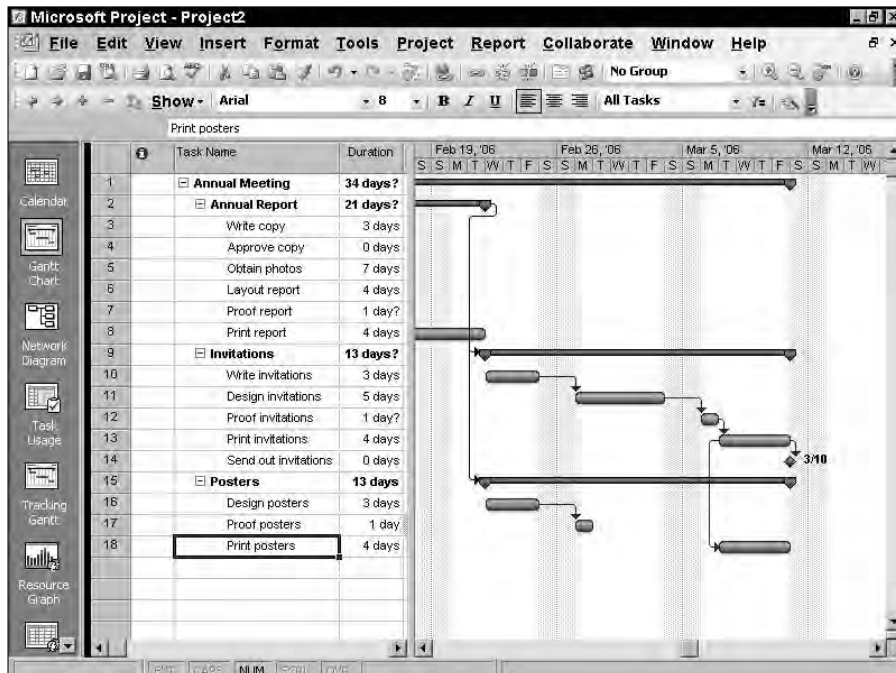 Microsoft Project - Project2
File Edit View Insert Format Tools Project Report Collaborate Window Help
No Group
Show Arial 8 B I U All Tasks
Print posters
Task Name Duration Feb 19, '06 Feb 26, '06 Mar 5, '06 Mar 12, '06
S S M T W T F S S M T W T F S S M T W T F S S M T W
1 Annual Meeting 34 days?
2 Annual Report 21 days?
3 Write copy 3 days
4 Approve copy 0 days
5 Obtain photos 7 days
6 Layout report 4 days
7 Proof report 1 day?
8 Print report 4 days
9 Invitations 13 days?
10 Write invitations 3 days
11 Design invitations 5 days
12 Proof invitations 1 day?
13 Print invitations 4 days
14 Send out invitations 0 days 3/10
15 Posters 13 days
16 Design posters 3 days
17 Proof posters 1 day
18 Print posters 4 days
Calendar
Gantt
Chart
Network
Diagram
Task
Usage
Tracking
Gantt
Resource
Graph
EXT CAPS NUM SCRL OVR